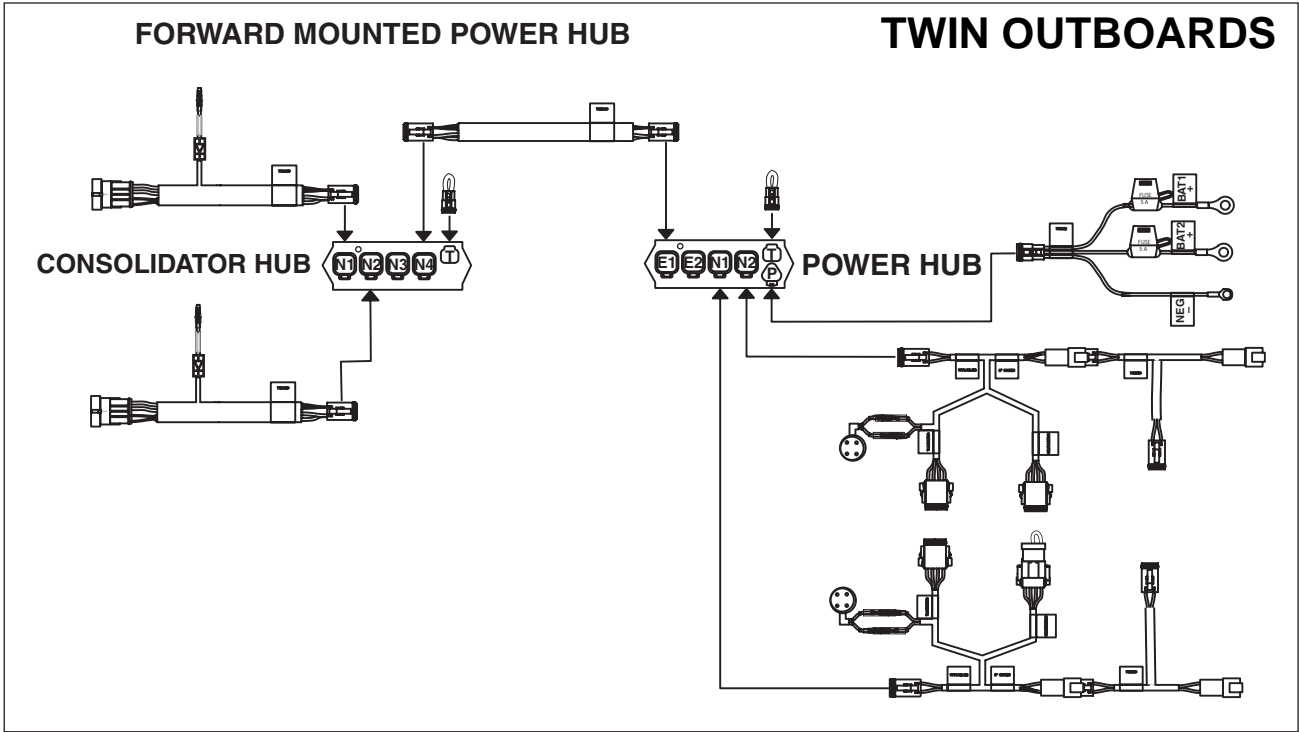 FORWARD MOUNTED POWER HUB
TWIN OUTBOARDS
CONSOLIDATOR HUB
N1 N2 N3 N4 T
E1 E2 N1 N2 T
P
POWER HUB
FUSE
5 A
BAT1
+
FUSE
5 A
BAT2
+
NEG
–